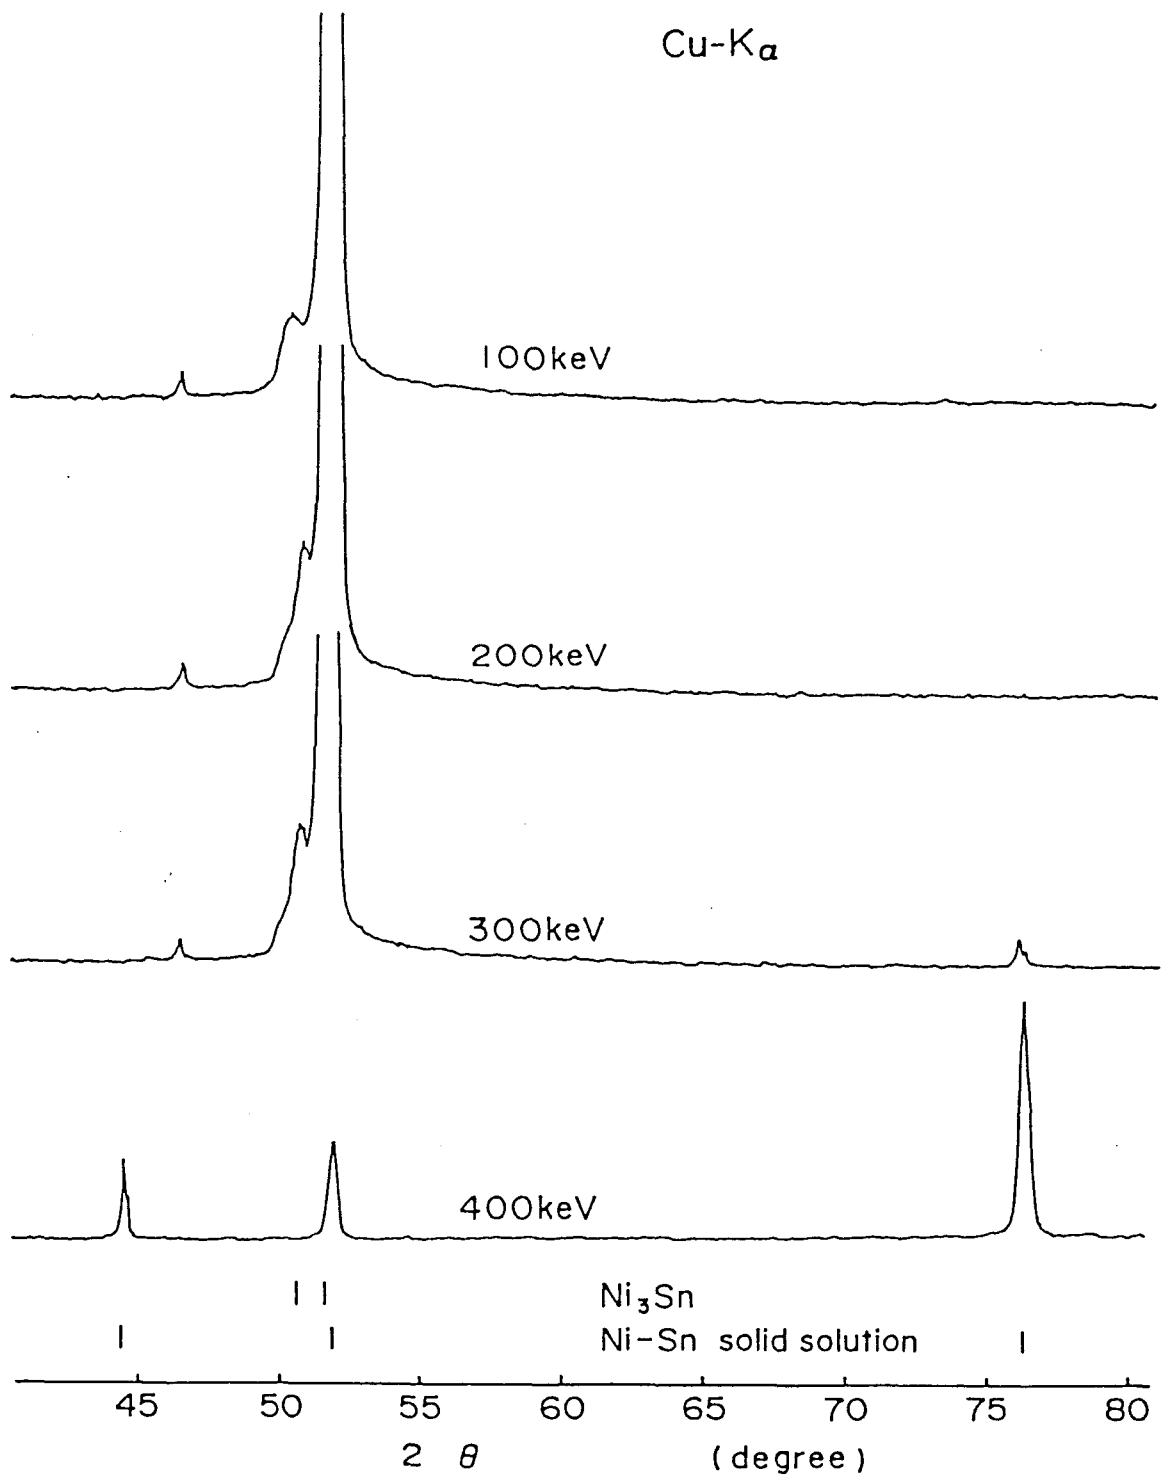 Cu-Kα
100keV
200keV
300keV
400keV
Ni₃Sn
Ni-Sn solid solution
45 50 55 60 65 70 75 80
2 θ (degree)